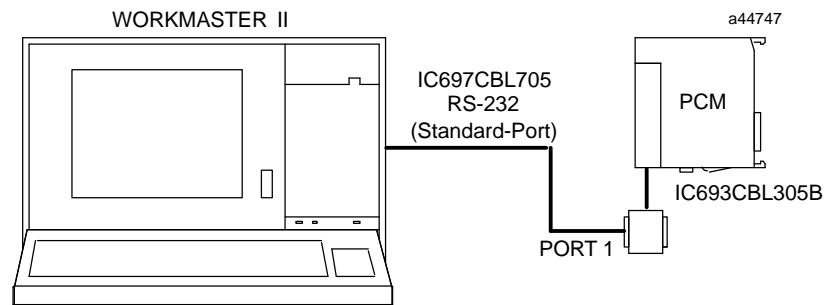 WORKMASTER II
a44747
IC697CBL705
RS-232
(Standard-Port)
PCM
IC693CBL305B
PORT 1